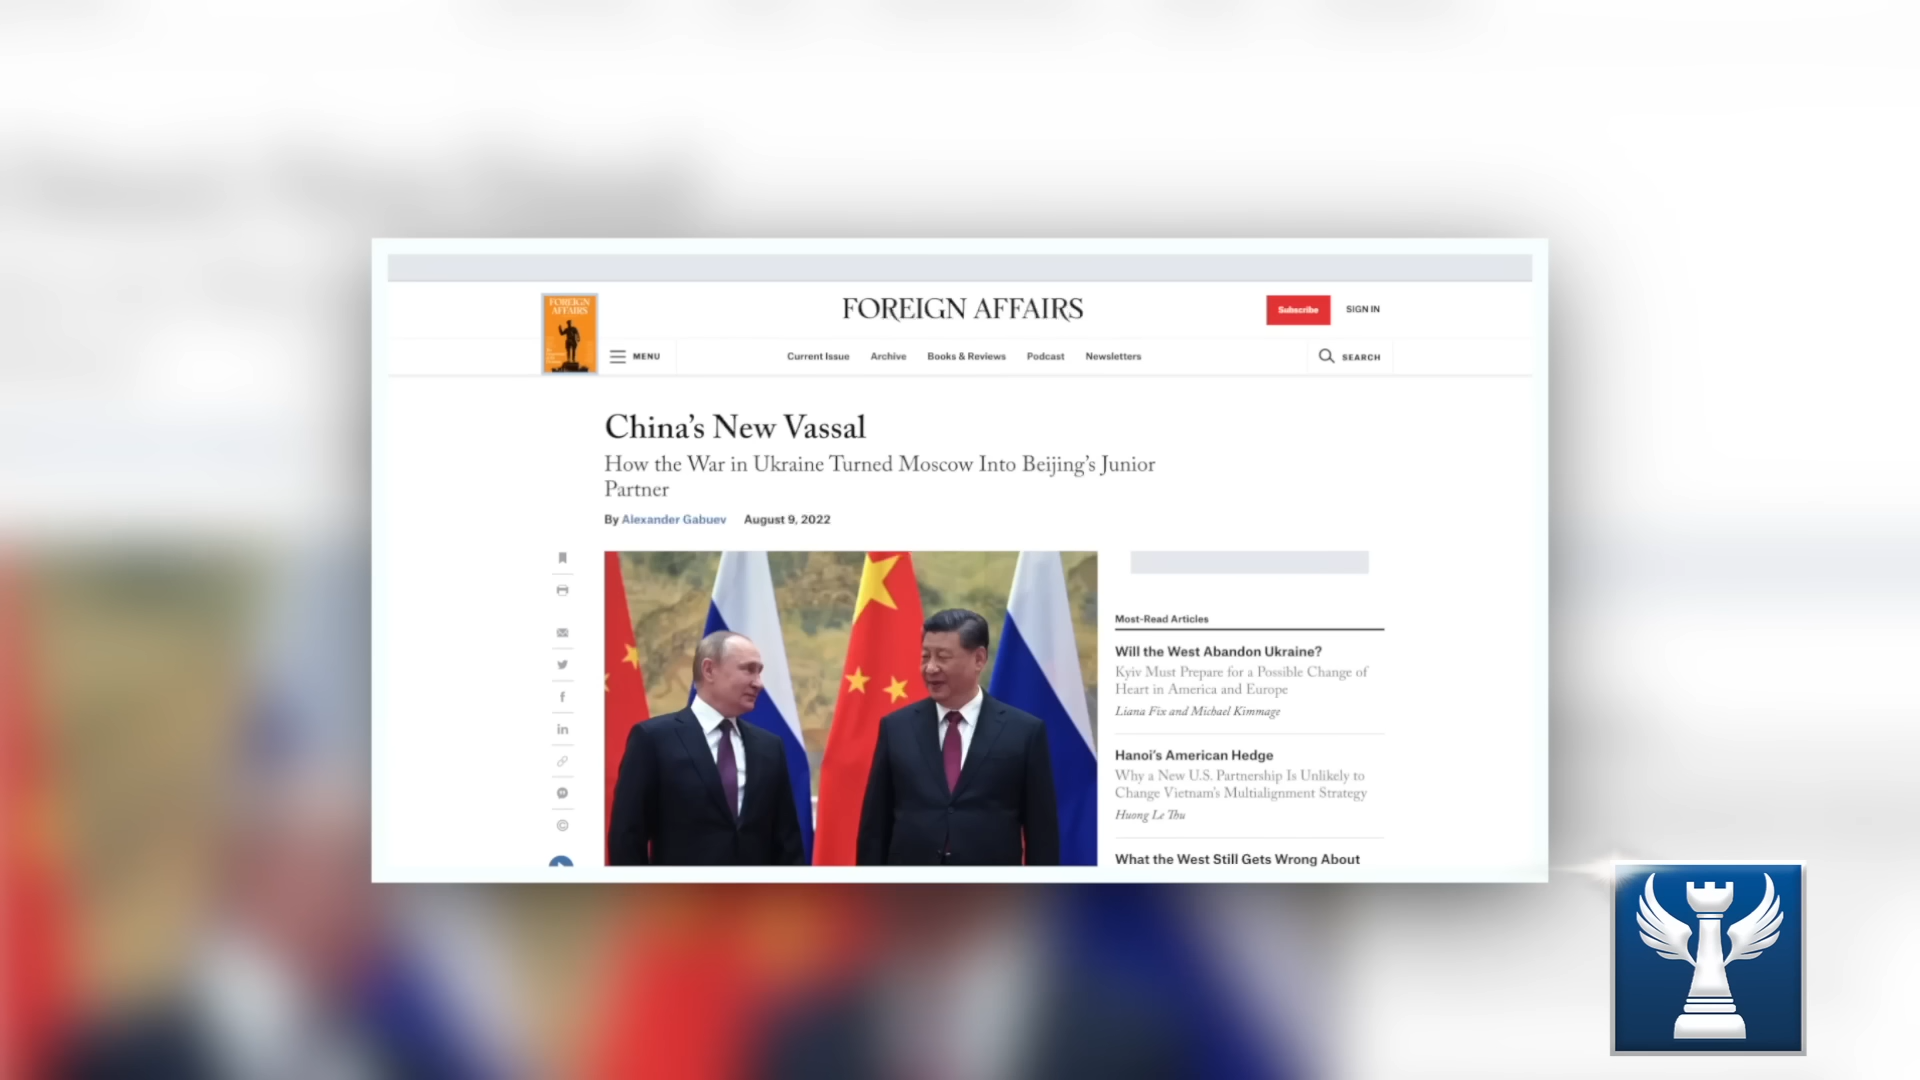 FOREIGN
AFFAIRS
FOREIGN AFFAIRS
Subscribe
SIGN IN
MENU
Current Issue
Archive
Books & Reviews
Podcast
Newsletters
SEARCH
China's New Vassal
How the War in Ukraine Turned Moscow Into Beijing's Junior
Partner
By Alexander Gabuev August 9, 2022
Most-Read Articles
Will the West Abandon Ukraine?
Kyiv Must Prepare for a Possible Change of
Heart in America and Europe
Liana Fix and Michael Kimmage
Hanoi's American Hedge
Why a New U.S. Partnership Is Unlikely to
Change Vietnam's Multialignment Strategy
Huong Le Thu
What the West Still Gets Wrong About